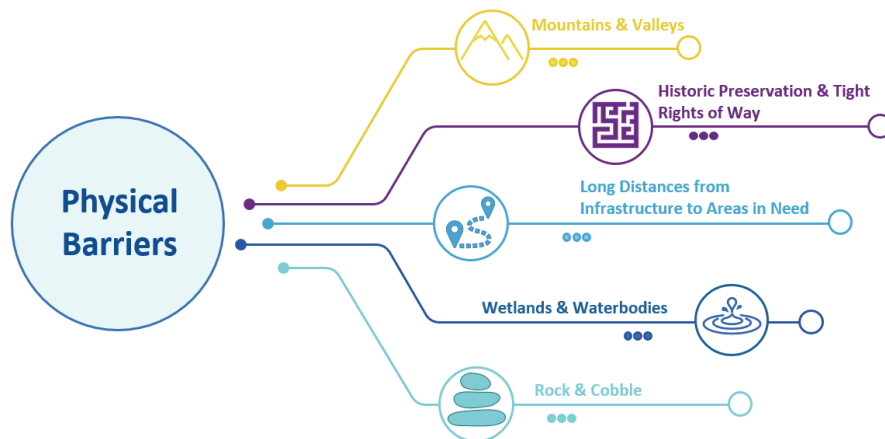 Physical
Barriers
Mountains & Valleys
Historic Preservation & Tight
Rights of Way
Long Distances from
Infrastructure to Areas in Need
Wetlands & Waterbodies
Rock & Cobble